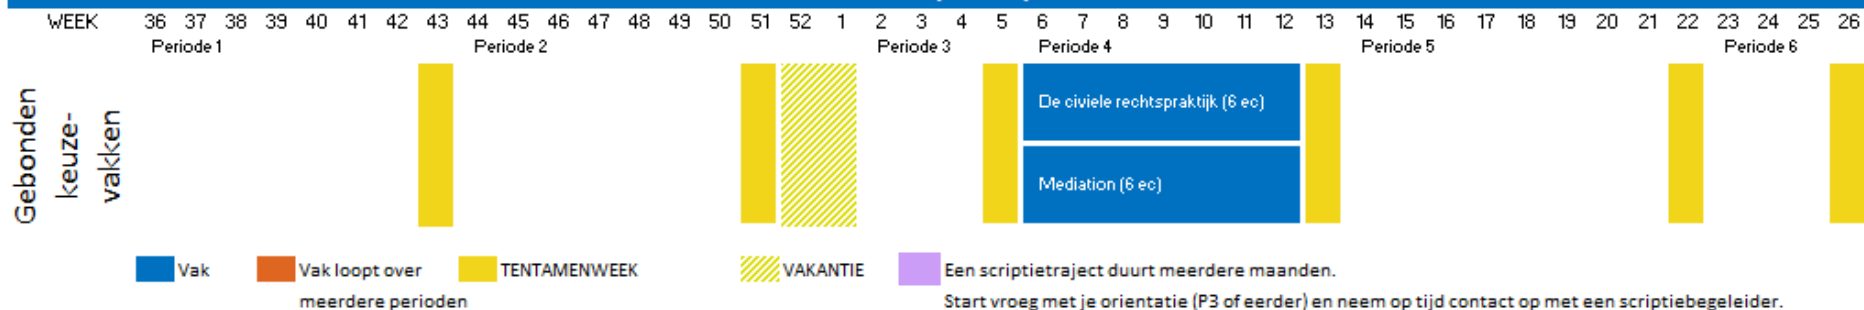 WEEK 36 37 38 39 40 41 42 43 44 45 46 47 48 49 50 51 52 1 2 3 4 5 6 7 8 9 10 11 12 13 14 15 16 17 18 19 20 21 22 23 24 25 26
Periode 1 Periode 2 Periode 3 Periode 4 Periode 5 Periode 6
Gebonden
keuze-
vakken
De civiele rechtspraktijk (6 ec)
Mediation (6 ec)
Vak
Vak loopt over
meerdere perioden
TENTAMENWEEK
VAKANTIE
Een scriptietraject duurt meerdere maanden.
Start vroeg met je orientatie (P3 of eerder) en neem op tijd contact op met een scriptiebegeleider.